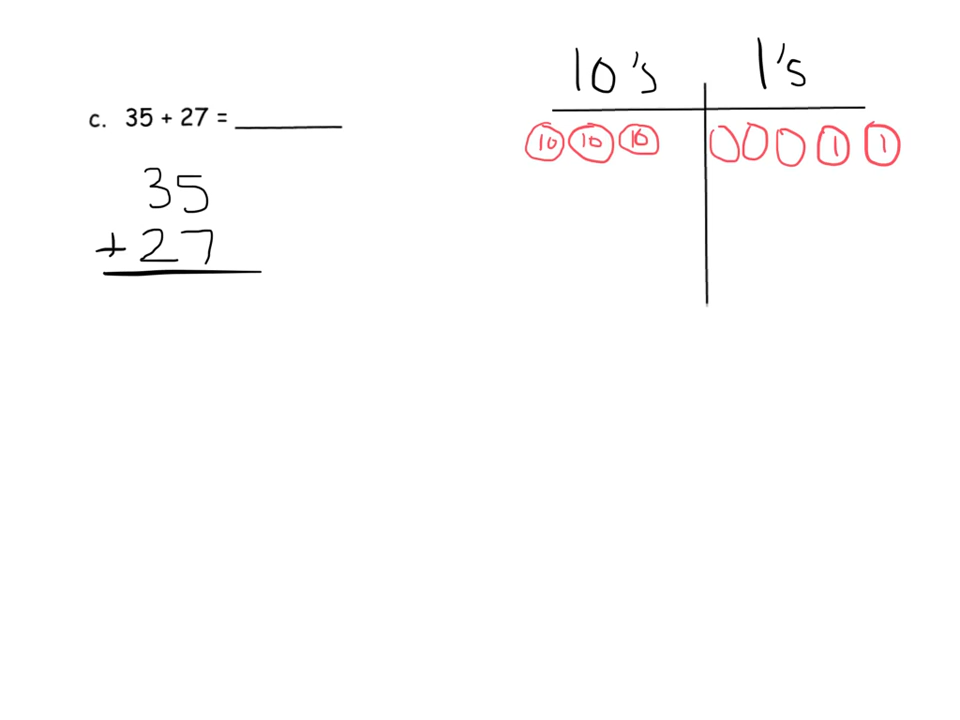 c. 35 + 27 = ________
35
+ 27
10's 1's
10 10 10 1 1